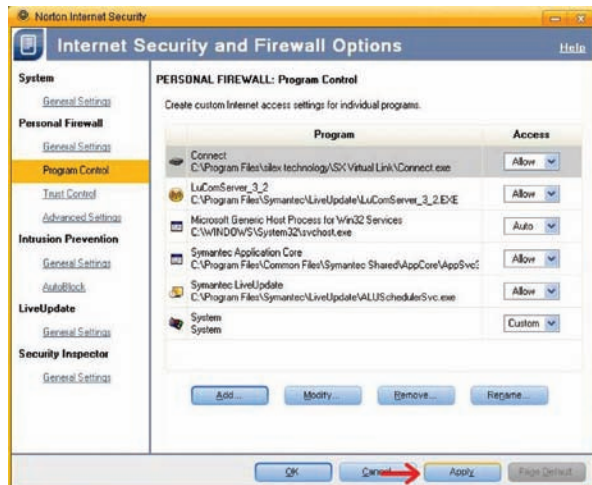 Norton Internet Security
Internet Security and Firewall Options
Help
System
General Settings
Personal Firewall
General Settings
Program Control
Trust Control
Advanced Settings
Intrusion Prevention
General Settings
AutoBlock
LiveUpdate
General Settings
Security Inspector
General Settings
PERSONAL FIREWALL: Program Control
Create custom Internet access settings for individual programs.
Program Access
Connect
C:\Program Files\silex technology\SX Virtual Link\Connect.exe
Allow
LuComServer_3_2
C:\Program Files\Symantec\LiveUpdate\LuComServer_3_2.EXE
Allow
Microsoft Generic Host Process for Win32 Services
C:\WINDOWS\System32\svchost.exe
Auto
Symantec Application Core
C:\Program Files\Common Files\Symantec Shared\AppCore\AppSvc3
Allow
Symantec LiveUpdate
C:\Program Files\Symantec\LiveUpdate\ALUSchedulerSvc.exe
Allow
System
System
Custom
Add... Modify... Remove... Rename...
OK Cancel Apply Page Default